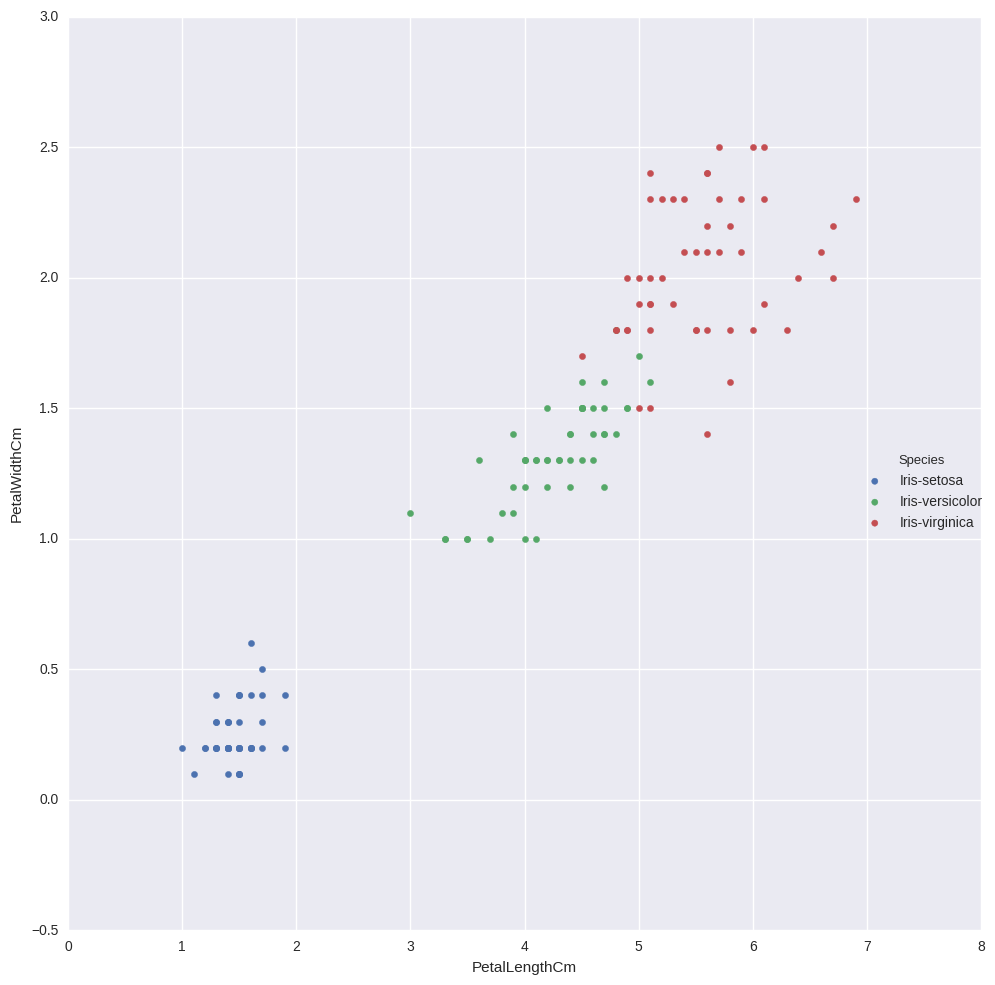 3.0
2.5
2.0
1.5
1.0
0.5
0.0
−0.5
0 1 2 3 4 5 6 7 8
PetalLengthCm
PetalWidthCm
Species
Iris-setosa
Iris-versicolor
Iris-virginica